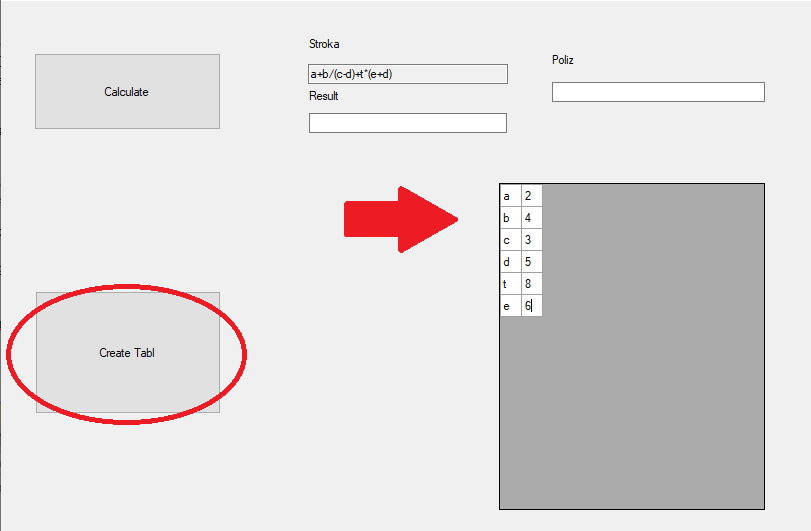 Calculate
Stroka
a+b/(c-d)+t*(e+d)
Result
Poliz
a 2
b 4
c 3
d 5
t 8
e 6
Create Tabl